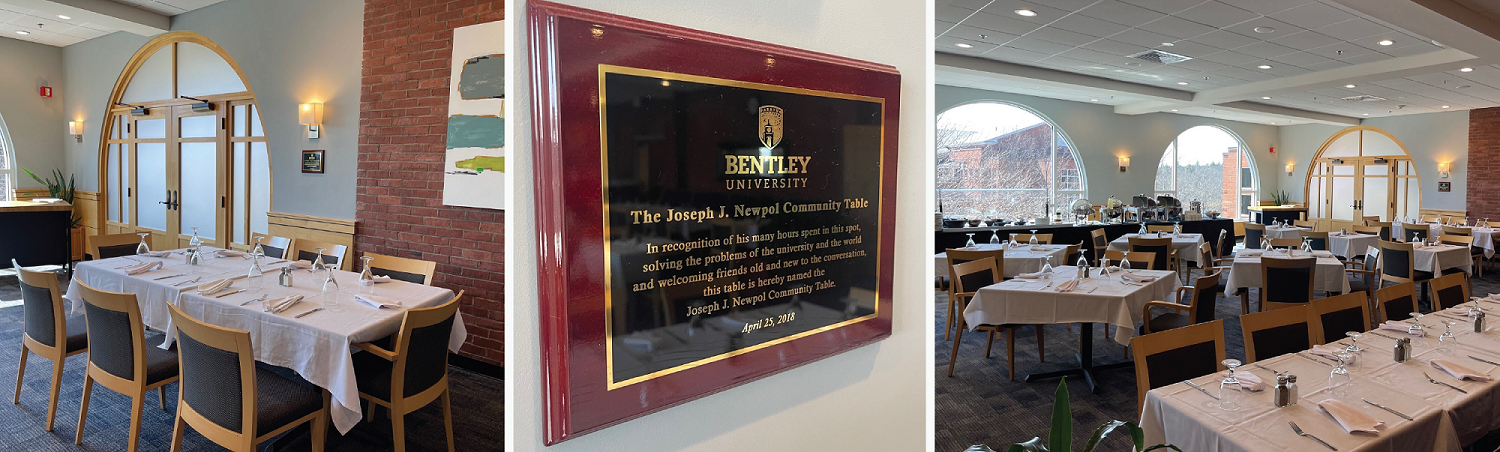 BENTLEY
UNIVERSITY
The Joseph J. Newpol Community Table
In recognition of his many hours spent in this spot,
solving the problems of the university and the world
and welcoming friends old and new to the conversation,
this table is hereby named the
Joseph J. Newpol Community Table.
April 25, 2018